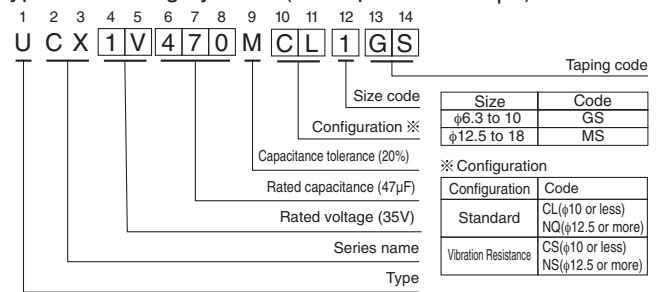 1 2 3 4 5 6 7 8 9 10 11 12 13 14
U C X 1 V 4 7 0 M C L 1 G S
Taping code
Size code
Configuration ※
Capacitance tolerance (20%)
Rated capacitance (47µF)
Rated voltage (35V)
Series name
Type
Size Code
φ6.3 to 10 GS
φ12.5 to 18 MS
※ Configuration
Configuration Code
Standard CL(φ10 or less)
NQ(φ12.5 or more)
Vibration Resistance CS(φ10 or less)
NS(φ12.5 or more)